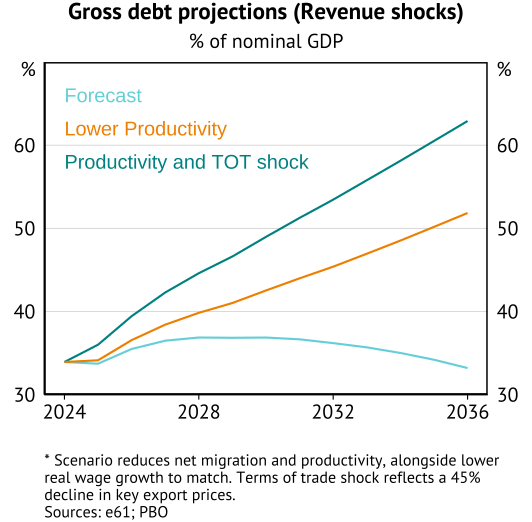 Gross debt projections (Revenue shocks)
% of nominal GDP
% %
Forecast
Lower Productivity
Productivity and TOT shock
60 60
50 50
40 40
30 30
2024 2028 2032 2036
* Scenario reduces net migration and productivity, alongside lower
real wage growth to match. Terms of trade shock reflects a 45%
decline in key export prices.
Sources: e61; PBO